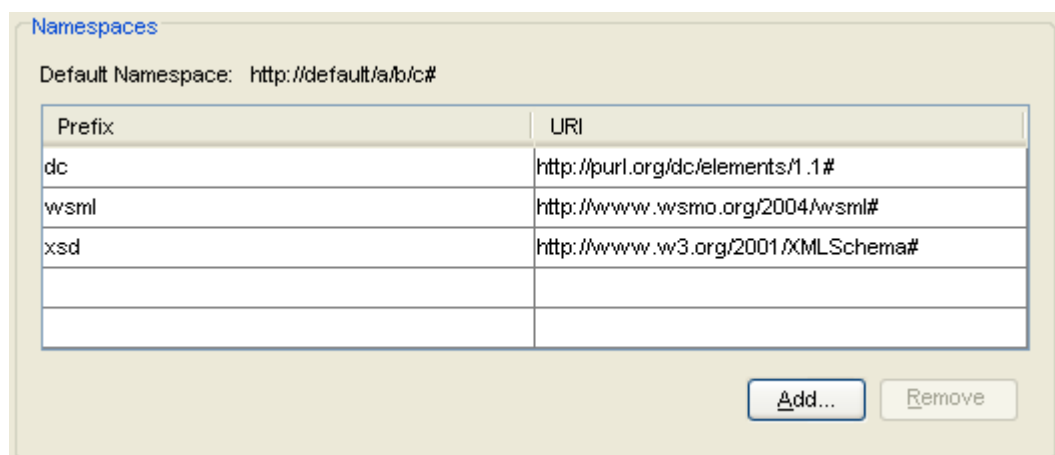 Namespaces
Default Namespace: http://default/a/b/c#
Prefix URI
dc http://purl.org/dc/elements/1.1#
wsml http://www.wsmo.org/2004/wsml#
xsd http://www.w3.org/2001/XMLSchema#
Add... Remove